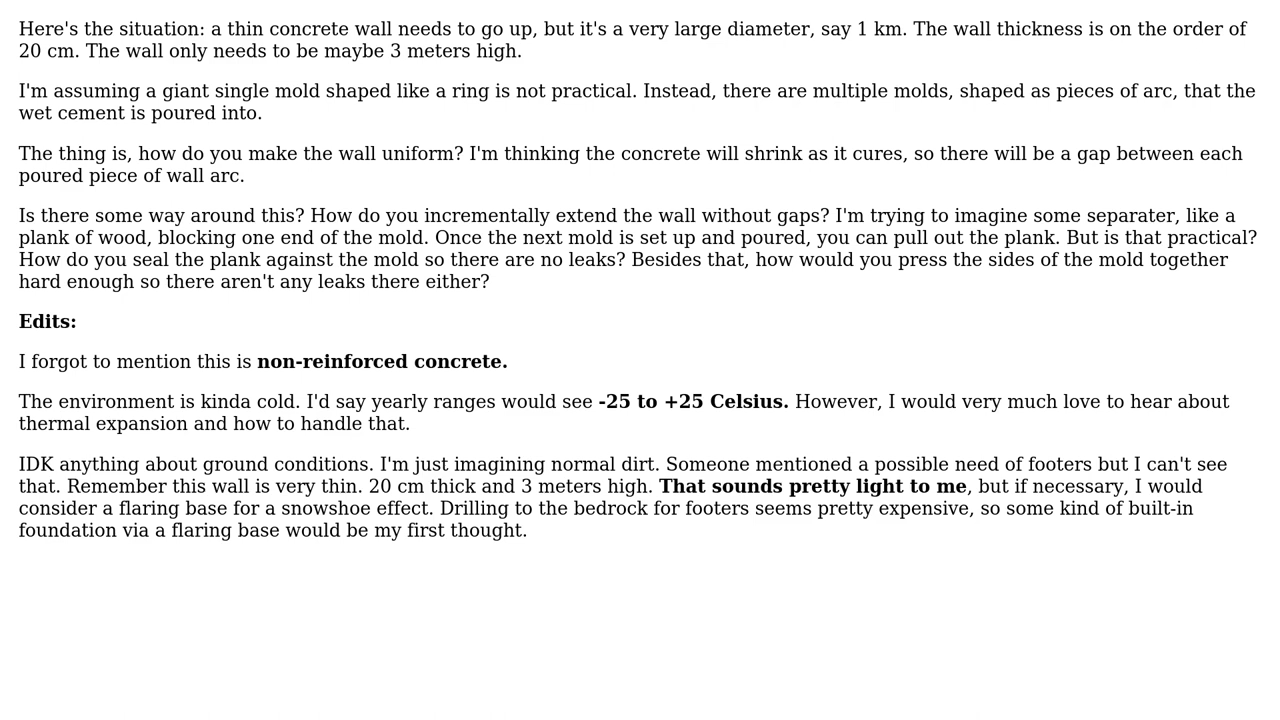 Here's the situation: a thin concrete wall needs to go up, but it's a very large diameter, say 1 km. The wall thickness is on the order of
20 cm. The wall only needs to be maybe 3 meters high.
I'm assuming a giant single mold shaped like a ring is not practical. Instead, there are multiple molds, shaped as pieces of arc, that the
wet cement is poured into.
The thing is, how do you make the wall uniform? I'm thinking the concrete will shrink as it cures, so there will be a gap between each
poured piece of wall arc.
Is there some way around this? How do you incrementally extend the wall without gaps? I'm trying to imagine some separater, like a
plank of wood, blocking one end of the mold. Once the next mold is set up and poured, you can pull out the plank. But is that practical?
How do you seal the plank against the mold so there are no leaks? Besides that, how would you press the sides of the mold together
hard enough so there aren't any leaks there either?
Edits:
I forgot to mention this is non-reinforced concrete.
The environment is kinda cold. I'd say yearly ranges would see -25 to +25 Celsius. However, I would very much love to hear about
thermal expansion and how to handle that.
IDK anything about ground conditions. I'm just imagining normal dirt. Someone mentioned a possible need of footers but I can't see
that. Remember this wall is very thin. 20 cm thick and 3 meters high. That sounds pretty light to me, but if necessary, I would
consider a flaring base for a snowshoe effect. Drilling to the bedrock for footers seems pretty expensive, so some kind of built-in
foundation via a flaring base would be my first thought.